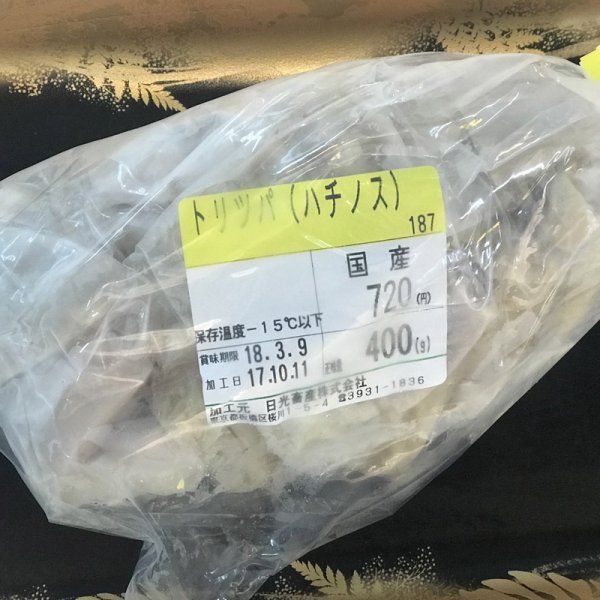 トリツパ(ハチノス)
187
国産
720(円)
保存温度-15℃以下
賞味期限 18.3.9
400(g)
加工日 17.10.11
加工元 日光畜産株式会社
東京都板橋区桜川1-5-4 ☎3931-1836